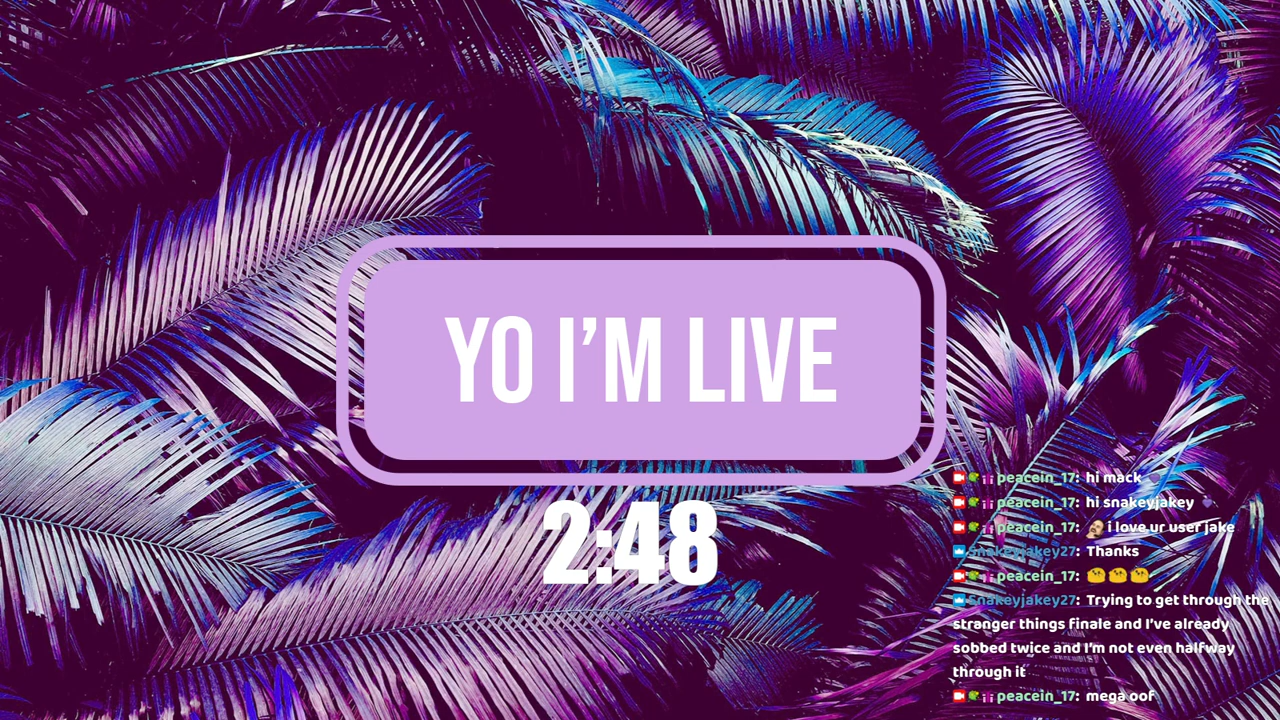 YO I’M LIVE
2:48
peacein_17: hi mack
peacein_17: hi snakeyjakey
peacein_17: i love ur user jake
Snakeyjakey27: Thanks
peacein_17:
Snakeyjakey27: Trying to get through the
stranger things finale and I’ve already
sobbed twice and I’m not even halfway
through it
peacein_17: mega oof